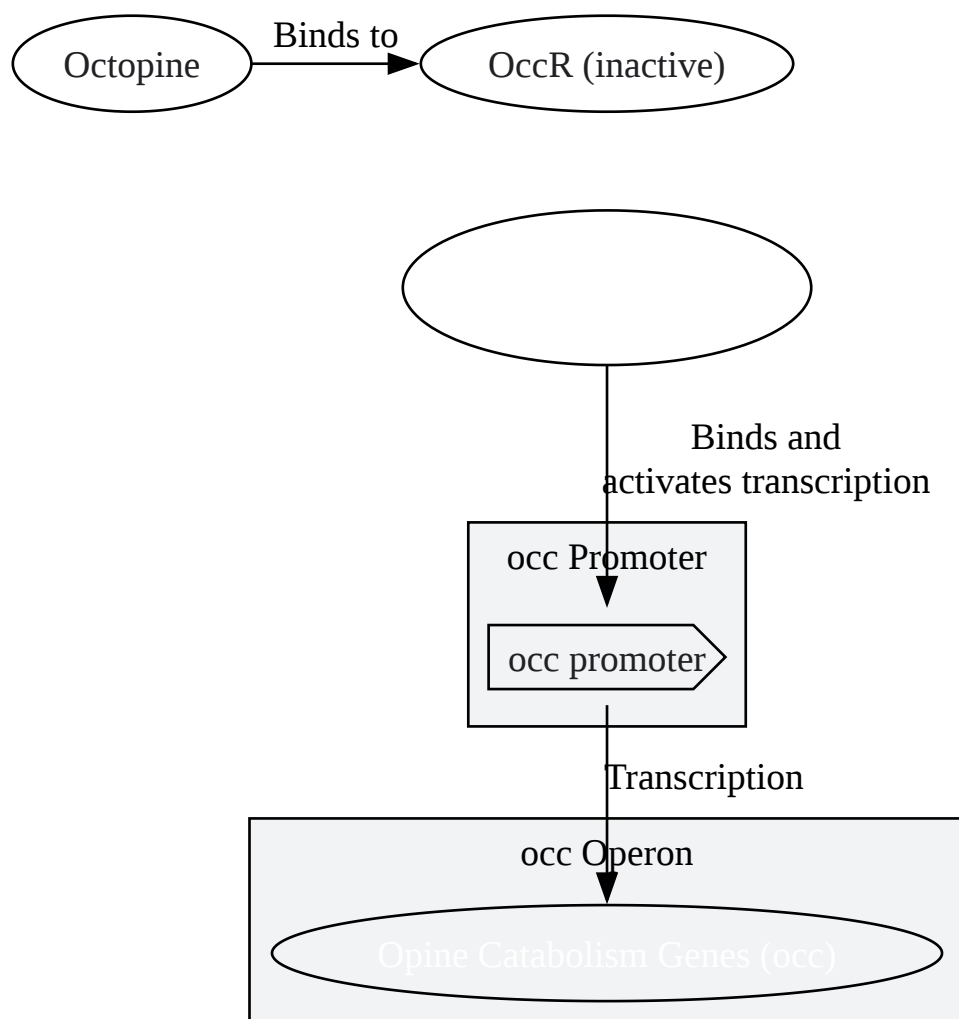 Binds to
Octopine
OccR (inactive)
Binds and
activates transcription
occ Promoter
occ promoter
Transcription
occ Operon
Opine Catabolism Genes (occ)